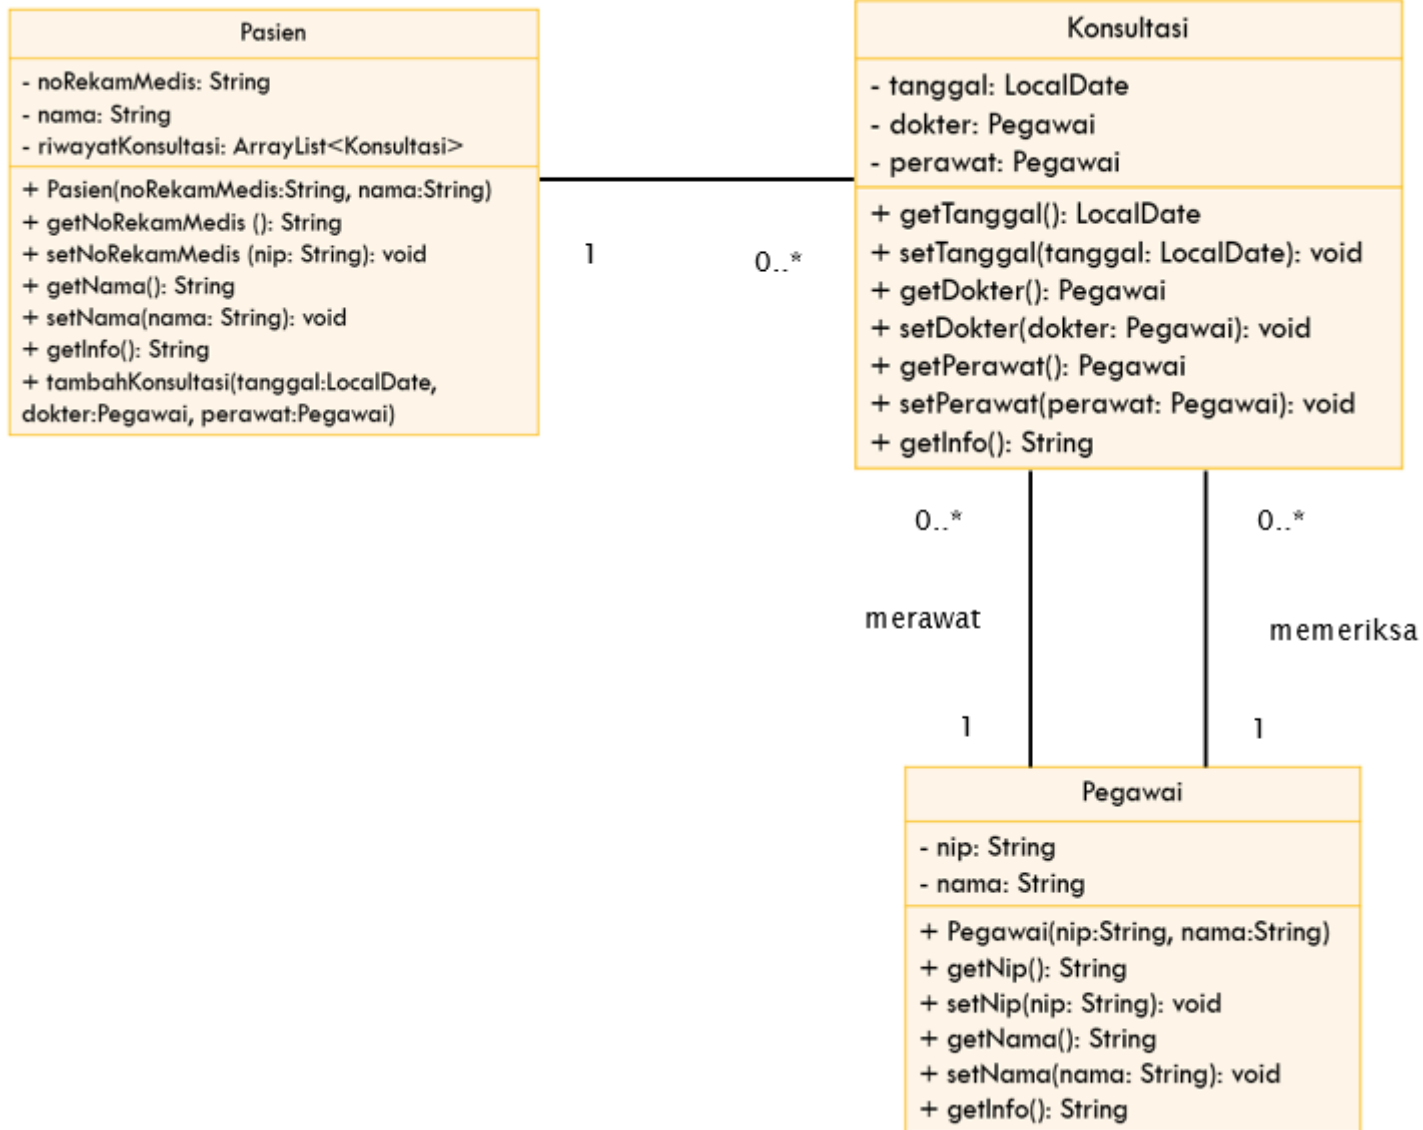 Pasien
- noRekamMedis: String
- nama: String
- riwayatKonsultasi: ArrayList<Konsultasi>
+ Pasien(noRekamMedis:String, nama:String)
+ getNoRekamMedis (): String
+ setNoRekamMedis (nip: String): void
+ getNama(): String
+ setNama(nama: String): void
+ getInfo(): String
+ tambahKonsultasi(tanggal:LocalDate,
dokter:Pegawai, perawat:Pegawai)
1
0..*
Konsultasi
- tanggal: LocalDate
- dokter: Pegawai
- perawat: Pegawai
+ getTanggal(): LocalDate
+ setTanggal(tanggal: LocalDate): void
+ getDokter(): Pegawai
+ setDokter(dokter: Pegawai): void
+ getPerawat(): Pegawai
+ setPerawat(perawat: Pegawai): void
+ getInfo(): String
0..*
0..*
merawat
memeriksa
1
1
Pegawai
- nip: String
- nama: String
+ Pegawai(nip:String, nama:String)
+ getNip(): String
+ setNip(nip: String): void
+ getNama(): String
+ setNama(nama: String): void
+ getInfo(): String